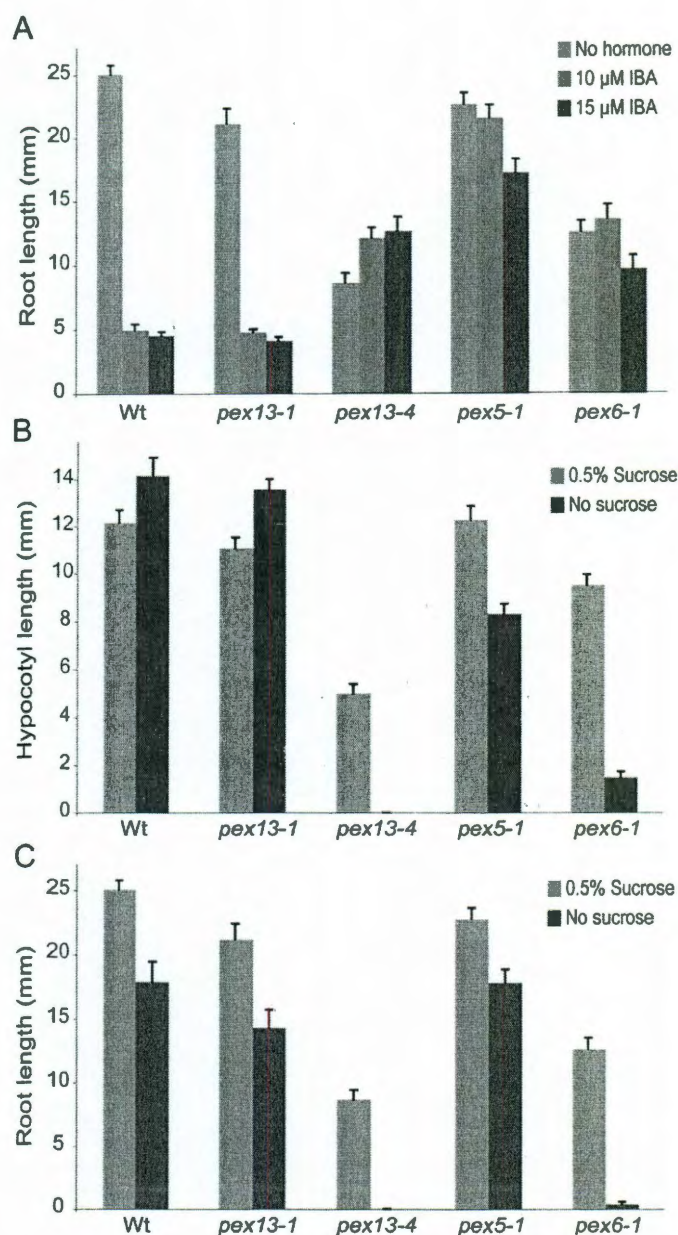 A
No hormone
10 µM IBA
15 µM IBA
Root length (mm)
25
20
15
10
5
0
Wt
pex13-1
pex13-4
pex5-1
pex6-1
B
0.5% Sucrose
No sucrose
Hypocotyl length (mm)
14
12
10
8
6
4
2
0
Wt
pex13-1
pex13-4
pex5-1
pex6-1
C
0.5% Sucrose
No sucrose
Root length (mm)
25
20
15
10
5
0
Wt
pex13-1
pex13-4
pex5-1
pex6-1